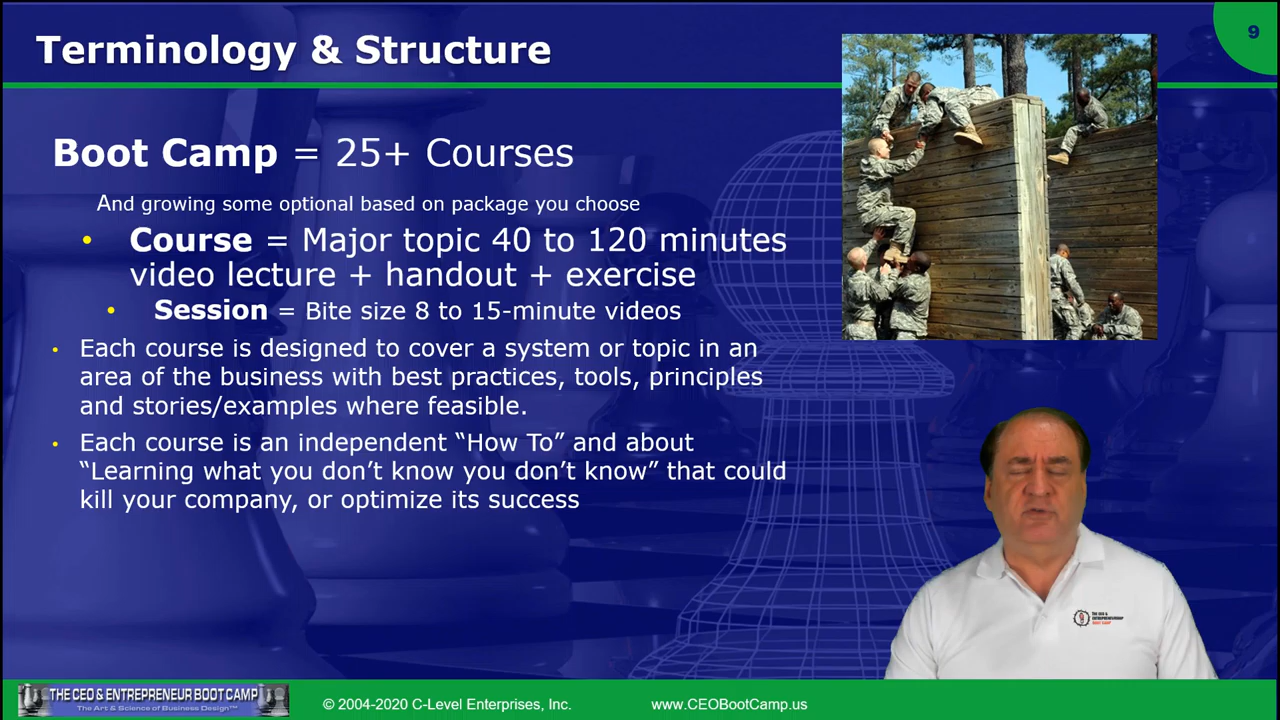 9
Terminology & Structure
Boot Camp = 25+ Courses
And growing some optional based on package you choose
• Course = Major topic 40 to 120 minutes
video lecture + handout + exercise
• Session = Bite size 8 to 15-minute videos
• Each course is designed to cover a system or topic in an
area of the business with best practices, tools, principles
and stories/examples where feasible.
• Each course is an independent “How To” and about
“Learning what you don’t know you don’t know” that could
kill your company, or optimize its success
THE CEO &
ENTREPRENEURSHIP
BOOT CAMP
THE CEO & ENTREPRENEUR BOOT CAMP
The Art & Science of Business Design™
© 2004-2020 C-Level Enterprises, Inc.
www.CEOBootCamp.us